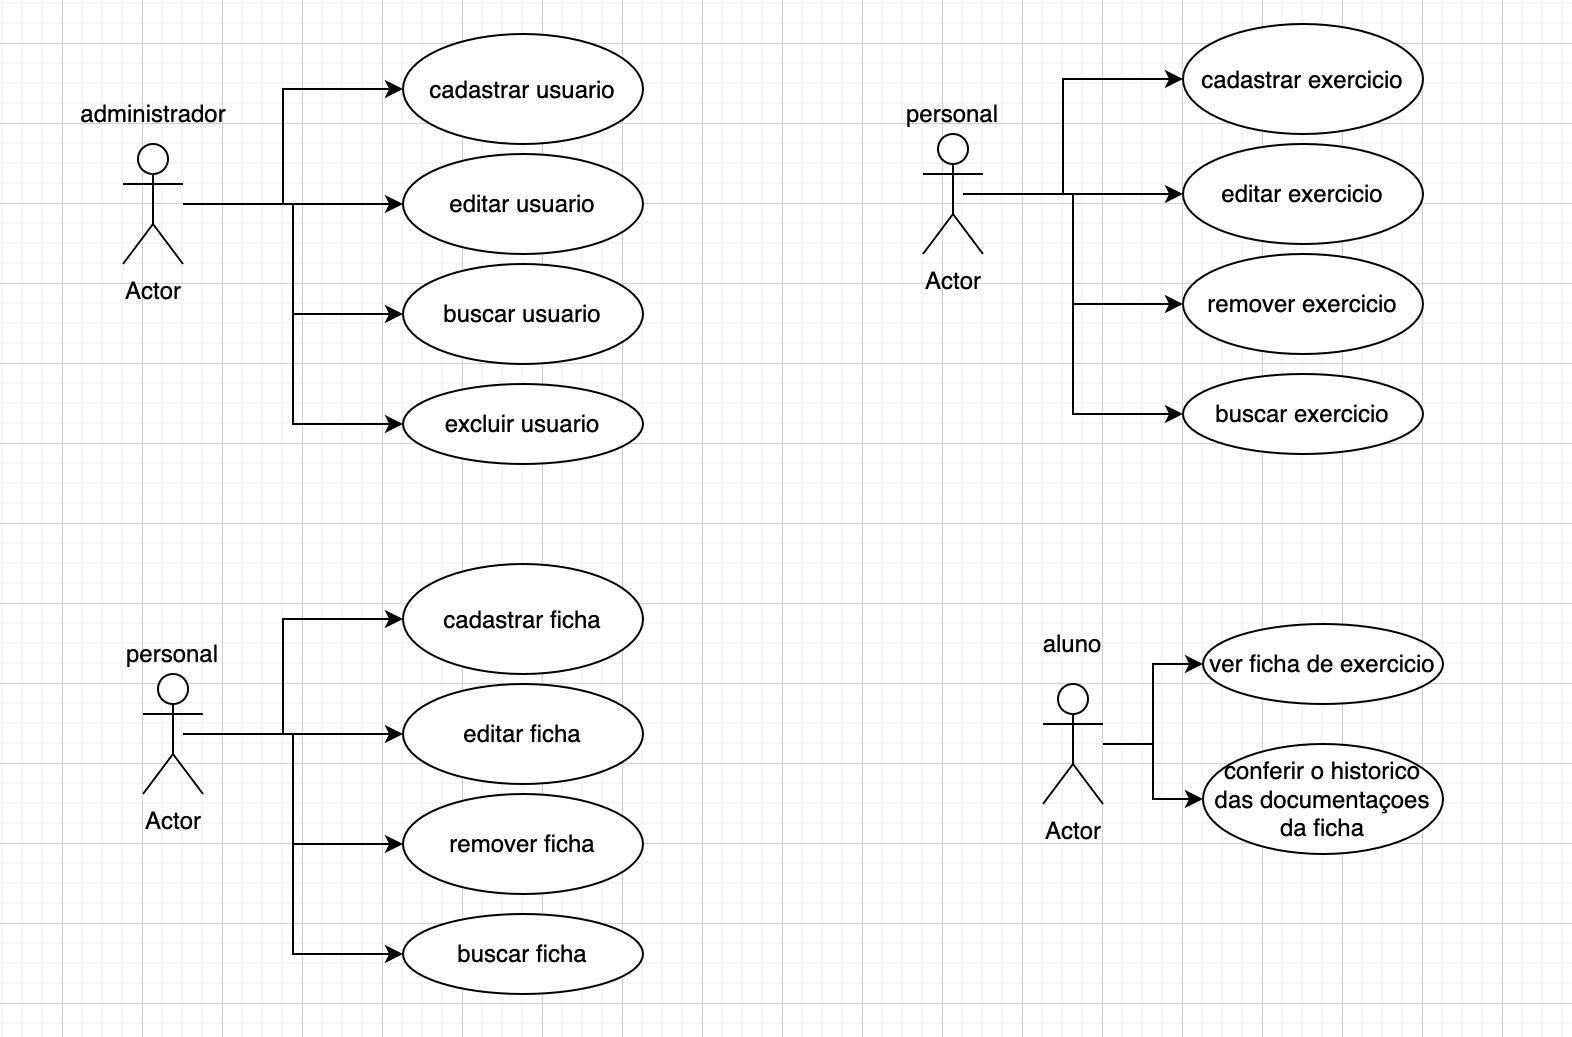 administrador
Actor
cadastrar usuario
editar usuario
buscar usuario
excluir usuario
personal
Actor
cadastrar exercicio
editar exercicio
remover exercicio
buscar exercicio
personal
Actor
cadastrar ficha
editar ficha
remover ficha
buscar ficha
aluno
Actor
ver ficha de exercicio
conferir o historico
das documentaçoes
da ficha